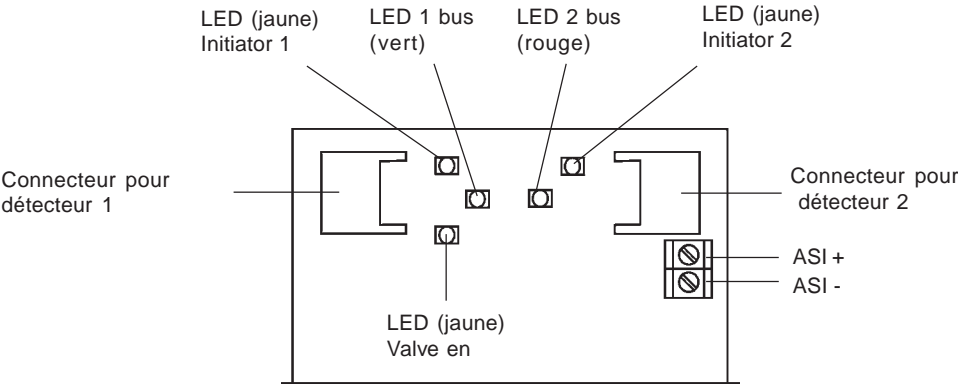 LED (jaune)
Initiator 1
LED 1 bus
(vert)
LED 2 bus
(rouge)
LED (jaune)
Initiator 2
Connecteur pour
détecteur 1
Connecteur pour
détecteur 2
ASI +
ASI -
LED (jaune)
Valve en